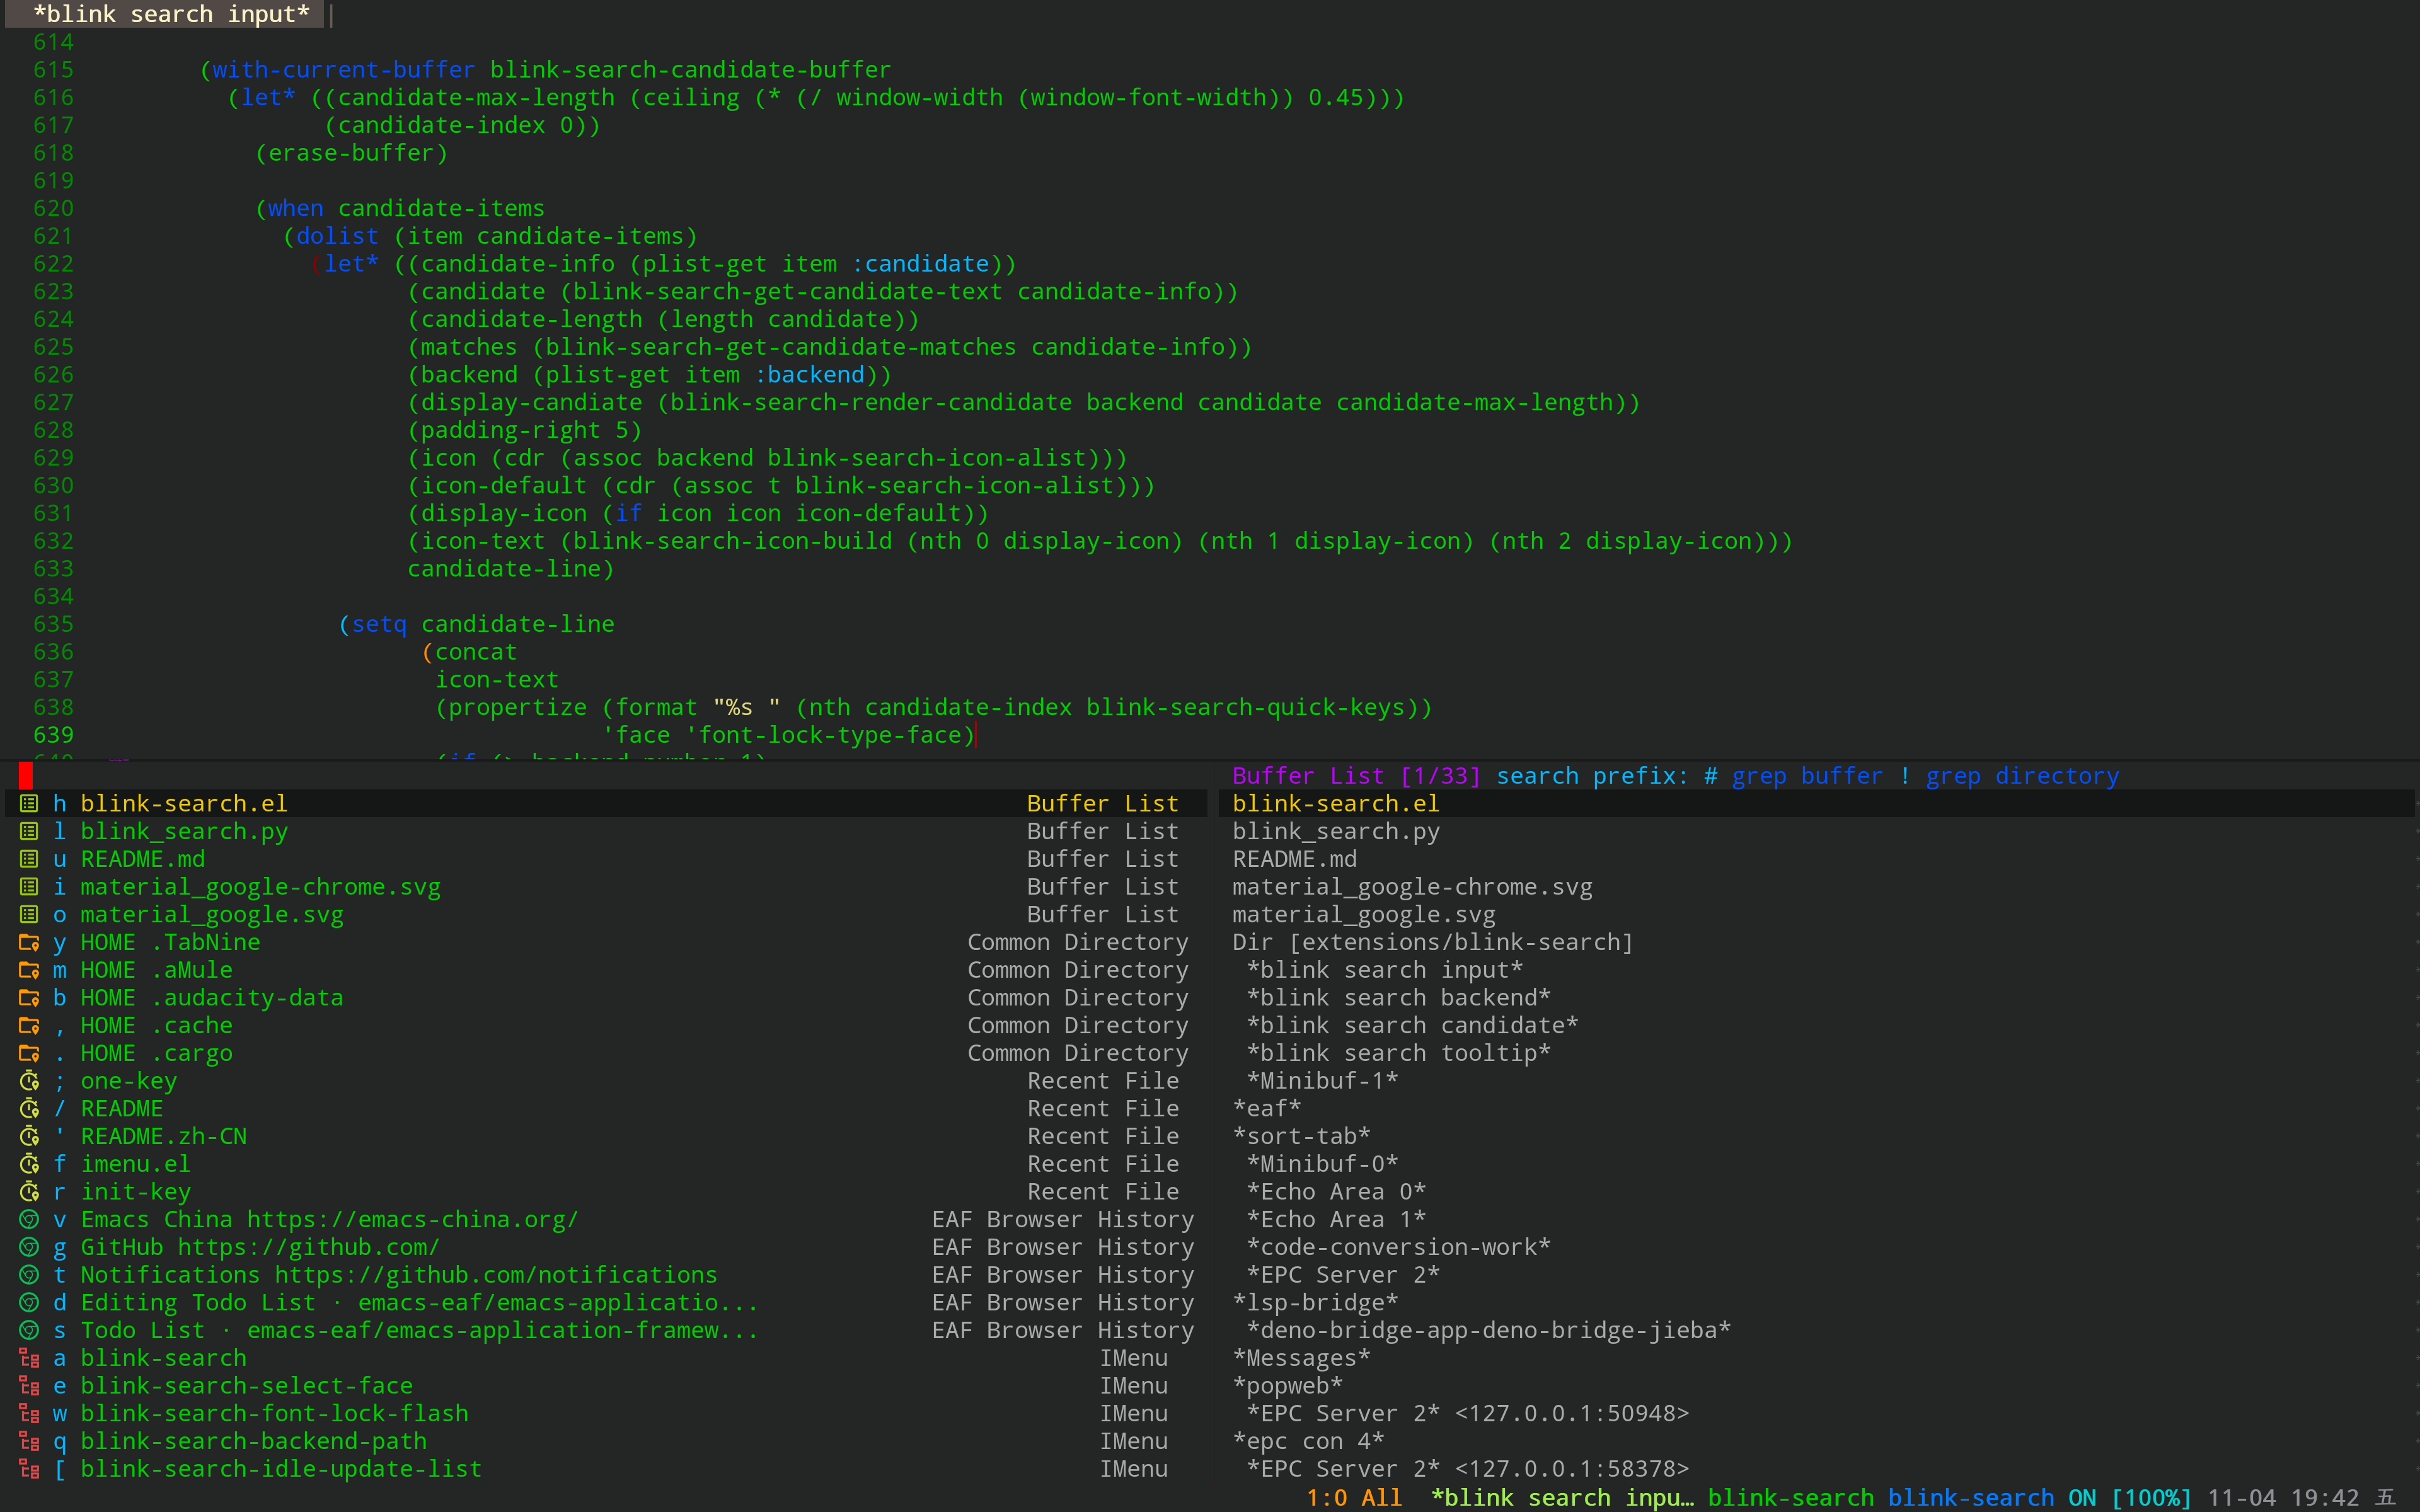 *blink search input*
614
615 (with-current-buffer blink-search-candidate-buffer
616 (let* ((candidate-max-length (ceiling (* (/ window-width (window-font-width)) 0.45)))
617 (candidate-index 0))
618 (erase-buffer)
619
620 (when candidate-items
621 (dolist (item candidate-items)
622 (let* ((candidate-info (plist-get item :candidate))
623 (candidate (blink-search-get-candidate-text candidate-info))
624 (candidate-length (length candidate))
625 (matches (blink-search-get-candidate-matches candidate-info))
626 (backend (plist-get item :backend))
627 (display-candiate (blink-search-render-candidate backend candidate candidate-max-length))
628 (padding-right 5)
629 (icon (cdr (assoc backend blink-search-icon-alist)))
630 (icon-default (cdr (assoc t blink-search-icon-alist)))
631 (display-icon (if icon icon icon-default))
632 (icon-text (blink-search-icon-build (nth 0 display-icon) (nth 1 display-icon) (nth 2 display-icon)))
633 candidate-line)
634
635 (setq candidate-line
636 (concat
637 icon-text
638 (propertize (format "%s " (nth candidate-index blink-search-quick-keys))
639 'face 'font-lock-type-face)
h blink-search.el Buffer List
l blink_search.py Buffer List
u README.md Buffer List
i material_google-chrome.svg Buffer List
o material_google.svg Buffer List
y HOME .TabNine Common Directory
m HOME .aMule Common Directory
b HOME .audacity-data Common Directory
, HOME .cache Common Directory
. HOME .cargo Common Directory
; one-key Recent File
/ README Recent File
' README.zh-CN Recent File
f imenu.el Recent File
r init-key Recent File
v Emacs China https://emacs-china.org/ EAF Browser History
g GitHub https://github.com/ EAF Browser History
t Notifications https://github.com/notifications EAF Browser History
d Editing Todo List · emacs-eaf/emacs-applicatio... EAF Browser History
s Todo List · emacs-eaf/emacs-application-framew... EAF Browser History
a blink-search IMenu
e blink-search-select-face IMenu
w blink-search-font-lock-flash IMenu
q blink-search-backend-path IMenu
[ blink-search-idle-update-list IMenu
Buffer List [1/33] search prefix: # grep buffer ! grep directory
blink-search.el
blink_search.py
README.md
material_google-chrome.svg
material_google.svg
Dir [extensions/blink-search]
*blink search input*
*blink search backend*
*blink search candidate*
*blink search tooltip*
*Minibuf-1*
*eaf*
*sort-tab*
*Minibuf-0*
*Echo Area 0*
*Echo Area 1*
*code-conversion-work*
*EPC Server 2*
*lsp-bridge*
*deno-bridge-app-deno-bridge-jieba*
*Messages*
*popweb*
*EPC Server 2* <127.0.0.1:50948>
*epc con 4*
*EPC Server 2* <127.0.0.1:58378>
1:0 All *blink search inpu… blink-search blink-search ON [100%] 11-04 19:42 五